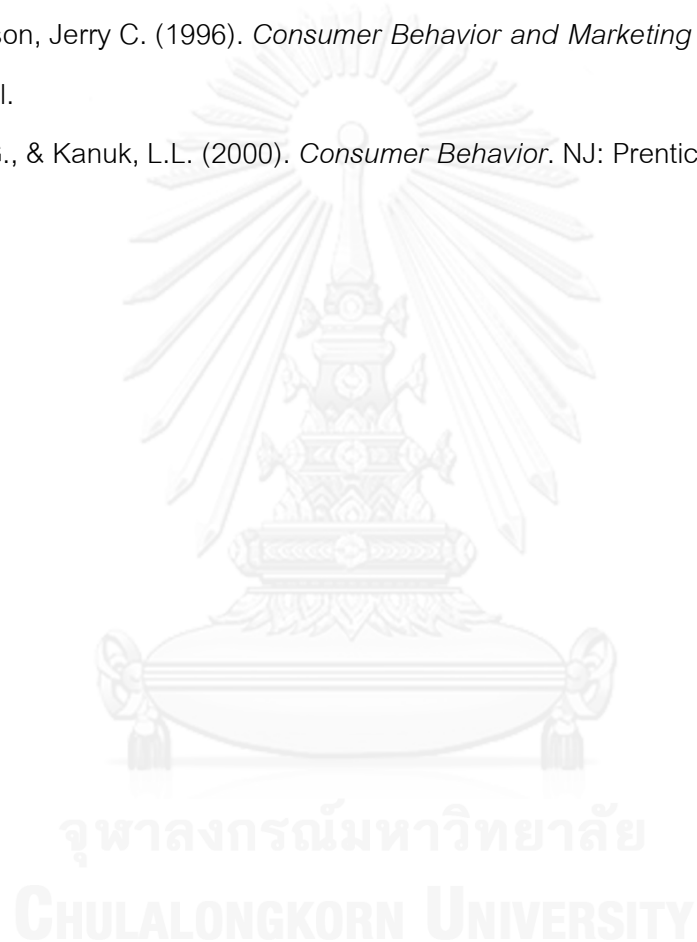 son, Jerry C. (1996). Consumer Behavior and Marketing
l.
., & Kanuk, L.L. (2000). Consumer Behavior. NJ: Prentic
จุฬาลงกรณ์มหาวิทยาลัย
CHULALONGKORN UNIVERSITY